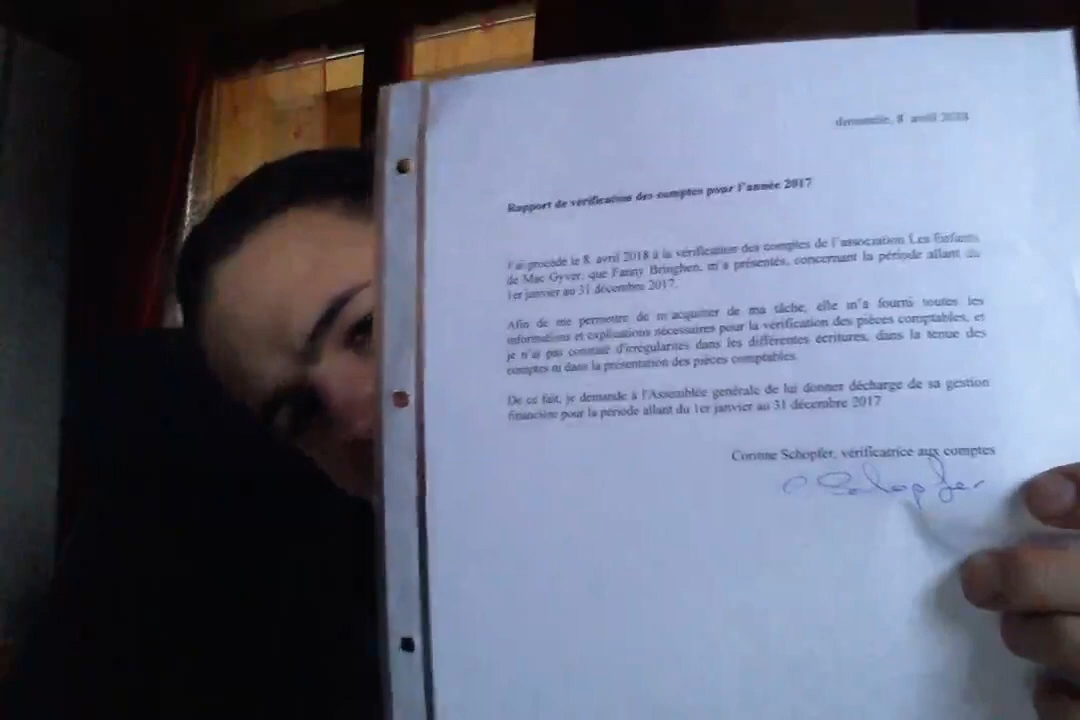 dimanche, 8 avril 2018
Rapport de vérification des comptes pour l'année 2017
J'ai procédé le 8 avril 2018 à la vérification des comptes de l'association Les Enfants
de Mac Gyver, que Fanny Bringhen, m'a présentés, concernant la période allant du
1er janvier au 31 décembre 2017.
Afin de me permettre de m'acquitter de ma tâche, elle m'a fourni toutes les
informations et explications nécessaires pour la vérification des pièces comptables, et
je n'ai pas constaté d'irrégularités dans les différentes écritures, dans la tenue des
comptes ni dans la présentation des pièces comptables.
De ce fait, je demande à l'Assemblée générale de lui donner décharge de sa gestion
financière pour la période allant du 1er janvier au 31 décembre 2017
Corinne Schopfer, vérificatrice aux comptes
C Schopfer